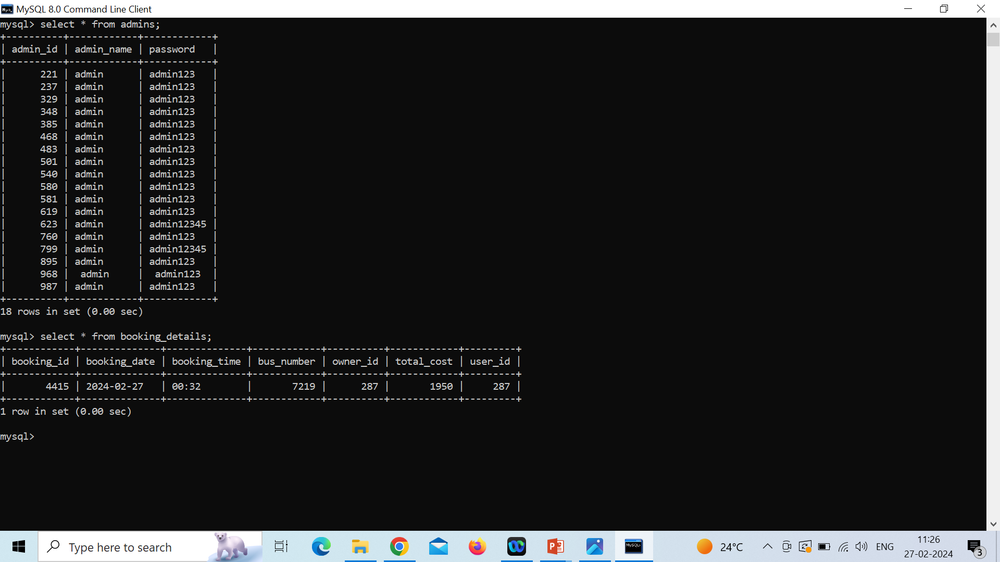 MySQL 8.0 Command Line Client
mysql> select * from admins;
+----------+------------+------------+
| admin_id | admin_name | password   |
+----------+------------+------------+
|      221 | admin      | admin123   |
|      237 | admin      | admin123   |
|      329 | admin      | admin123   |
|      348 | admin      | admin123   |
|      385 | admin      | admin123   |
|      468 | admin      | admin123   |
|      483 | admin      | admin123   |
|      501 | admin      | admin123   |
|      540 | admin      | admin123   |
|      580 | admin      | admin123   |
|      581 | admin      | admin123   |
|      619 | admin      | admin123   |
|      623 | admin      | admin12345 |
|      760 | admin      | admin123   |
|      799 | admin      | admin12345 |
|      895 | admin      | admin123   |
|      968 |  admin     |  admin123  |
|      987 | admin      | admin123   |
+----------+------------+------------+
18 rows in set (0.00 sec)
mysql> select * from booking_details;
+------------+--------------+--------------+------------+----------+------------+---------+
| booking_id | booking_date | booking_time | bus_number | owner_id | total_cost | user_id |
+------------+--------------+--------------+------------+----------+------------+---------+
|       4415 | 2024-02-27   | 00:32        |       7219 |      287 |       1950 |     287 |
+------------+--------------+--------------+------------+----------+------------+---------+
1 row in set (0.00 sec)
mysql>
Type here to search
24°C
ENG
11:26
27-02-2024
3